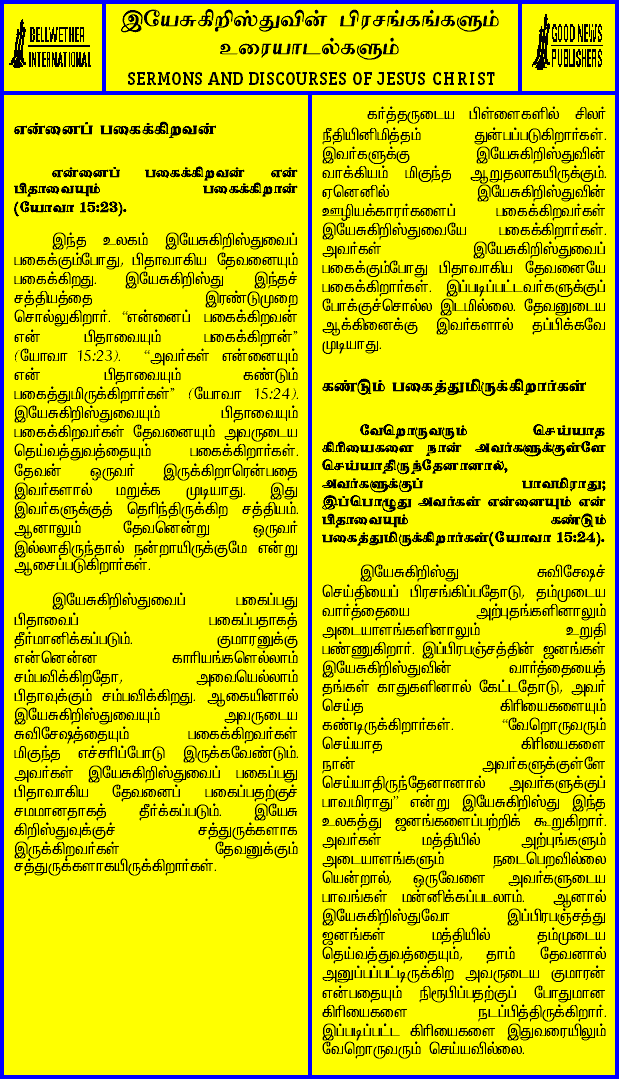 BELLWETHER
INTERNATIONAL
இயேசுகிறிஸ்துவின் பிரசங்கங்களும்
உரையாடல்களும்
SERMONS AND DISCOURSES OF JESUS CHRIST
GOOD NEWS
PUBLISHERS
என்னைப் பகைக்கிறவன்
என்னைப் பகைக்கிறவன் என்
பிதாவையும் பகைக்கிறான்
(யோவா 15:23).
இந்த உலகம் இயேசுகிறிஸ்துவைப்
பகைக்கும்போது, பிதாவாகிய தேவனையும்
பகைக்கிறது. இயேசுகிறிஸ்து இந்தச்
சத்தியத்தை இரண்டுமுறை
சொல்லுகிறார். “என்னைப் பகைக்கிறவன்
என் பிதாவையும் பகைக்கிறான்”
(யோவா 15:23). “அவர்கள் என்னையும்
என் பிதாவையும் கண்டும்
பகைத்துமிருக்கிறார்கள்” (யோவா 15:24).
இயேசுகிறிஸ்துவையும் பிதாவையும்
பகைக்கிறவர்கள் தேவனையும் அவருடைய
தெய்வத்துவத்தையும் பகைக்கிறார்கள்.
தேவன் ஒருவர் இருக்கிறாரென்பதை
இவர்களால் மறுக்க முடியாது. இது
இவர்களுக்குத் தெரிந்திருக்கிற சத்தியம்.
ஆனாலும் தேவனென்று ஒருவர்
இல்லாதிருந்தால் நன்றாயிருக்குமே என்று
ஆசைப்படுகிறார்கள்.
இயேசுகிறிஸ்துவைப் பகைப்பது
பிதாவைப் பகைப்பதாகத்
தீர்மானிக்கப்படும். குமாரனுக்கு
என்னென்ன காரியங்களெல்லாம்
சம்பவிக்கிறதோ, அவையெல்லாம்
பிதாவுக்கும் சம்பவிக்கிறது. ஆகையினால்
இயேசுகிறிஸ்துவையும் அவருடைய
சுவிசேஷத்தையும் பகைக்கிறவர்கள்
மிகுந்த எச்சரிப்போடு இருக்கவேண்டும்.
அவர்கள் இயேசுகிறிஸ்துவைப் பகைப்பது
பிதாவாகிய தேவனைப் பகைப்பதற்குச்
சமமானதாகத் தீர்க்கப்படும். இயேசு
கிறிஸ்துவுக்குச் சத்துருக்களாக
இருக்கிறவர்கள் தேவனுக்கும்
சத்துருக்களாகயிருக்கிறார்கள்.
கர்த்தருடைய பிள்ளைகளில் சிலர்
நீதியினிமித்தம் துன்பப்படுகிறார்கள்.
இவர்களுக்கு இயேசுகிறிஸ்துவின்
வாக்கியம் மிகுந்த ஆறுதலாகயிருக்கும்.
ஏனெனில் இயேசுகிறிஸ்துவின்
ஊழியக்காரர்களைப் பகைக்கிறவர்கள்
இயேசுகிறிஸ்துவையே பகைக்கிறார்கள்.
அவர்கள் இயேசுகிறிஸ்துவைப்
பகைக்கும்போது பிதாவாகிய தேவனையே
பகைக்கிறார்கள். இப்படிப்பட்டவர்களுக்குப்
போக்குச்சொல்ல இடமில்லை. தேவனுடைய
ஆக்கினைக்கு இவர்களால் தப்பிக்கவே
முடியாது.
கண்டும் பகைத்துமிருக்கிறார்கள்
வேறொருவரும் செய்யாத
கிரியைகளை நான் அவர்களுக்குள்ளே
செய்யாதிருந்தேனானால்,
அவர்களுக்குப் பாவமிராது;
இப்பொழுது அவர்கள் என்னையும் என்
பிதாவையும் கண்டும்
பகைத்துமிருக்கிறார்கள்(யோவா 15:24).
இயேசுகிறிஸ்து சுவிசேஷச்
செய்தியைப் பிரசங்கிப்பதோடு, தம்முடைய
வார்த்தையை அற்புதங்களினாலும்
அடையாளங்களினாலும் உறுதி
பண்ணுகிறார். இப்பிரபஞ்சத்தின் ஜனங்கள்
இயேசுகிறிஸ்துவின் வார்த்தையைத்
தங்கள் காதுகளினால் கேட்டதோடு, அவர்
செய்த கிரியைகளையும்
கண்டிருக்கிறார்கள். “வேறொருவரும்
செய்யாத கிரியைகளை
நான் அவர்களுக்குள்ளே
செய்யாதிருந்தேனானால் அவர்களுக்குப்
பாவமிராது” என்று இயேசுகிறிஸ்து இந்த
உலகத்து ஜனங்களைப்பற்றிக் கூறுகிறார்.
அவர்கள் மத்தியில் அற்புங்களும்
அடையாளங்களும் நடைபெறவில்லை
யென்றால், ஒருவேளை அவர்களுடைய
பாவங்கள் மன்னிக்கப்படலாம். ஆனால்
இயேசுகிறிஸ்துவோ இப்பிரபஞ்சத்து
ஜனங்கள் மத்தியில் தம்முடைய
தெய்வத்துவத்தையும், தாம் தேவனால்
அனுப்பப்பட்டிருக்கிற அவருடைய குமாரன்
என்பதையும் நிரூபிப்பதற்குப் போதுமான
கிரியைகளை நடப்பித்திருக்கிறார்.
இப்படிப்பட்ட கிரியைகளை இதுவரையிலும்
வேறொருவரும் செய்யவில்லை.